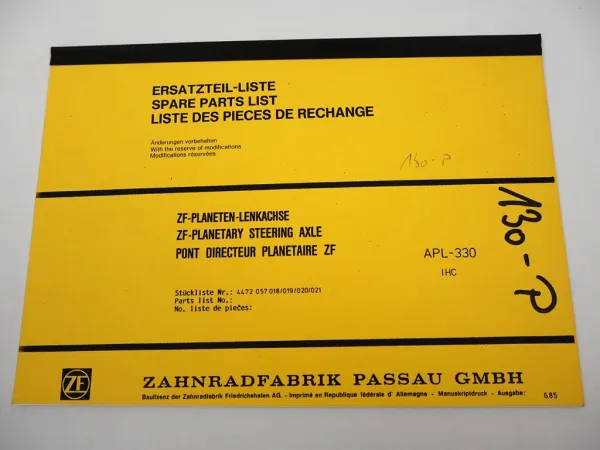 ERSATZTEIL-LISTE
SPARE PARTS LIST
LISTE DES PIECES DE RECHANGE
Änderungen vorbehalten
With the reserve of modifications
Modifications réservées
130-P
130-P
ZF-PLANETEN-LENKACHSE
ZF-PLANETARY STEERING AXLE
PONT DIRECTEUR PLANETAIRE ZF
APL-330
IHC
Stückliste Nr.: 4472 057 018/019/020/021
Parts list No.:
No. liste de pièces:
ZF
ZAHNRADFABRIK PASSAU GMBH
Baulizenz der Zahnradfabrik Friedrichshafen AG. - Imprimé en Republique fédérale d' Allemagne - Manuskriptdruck - Ausgabe: 6.85